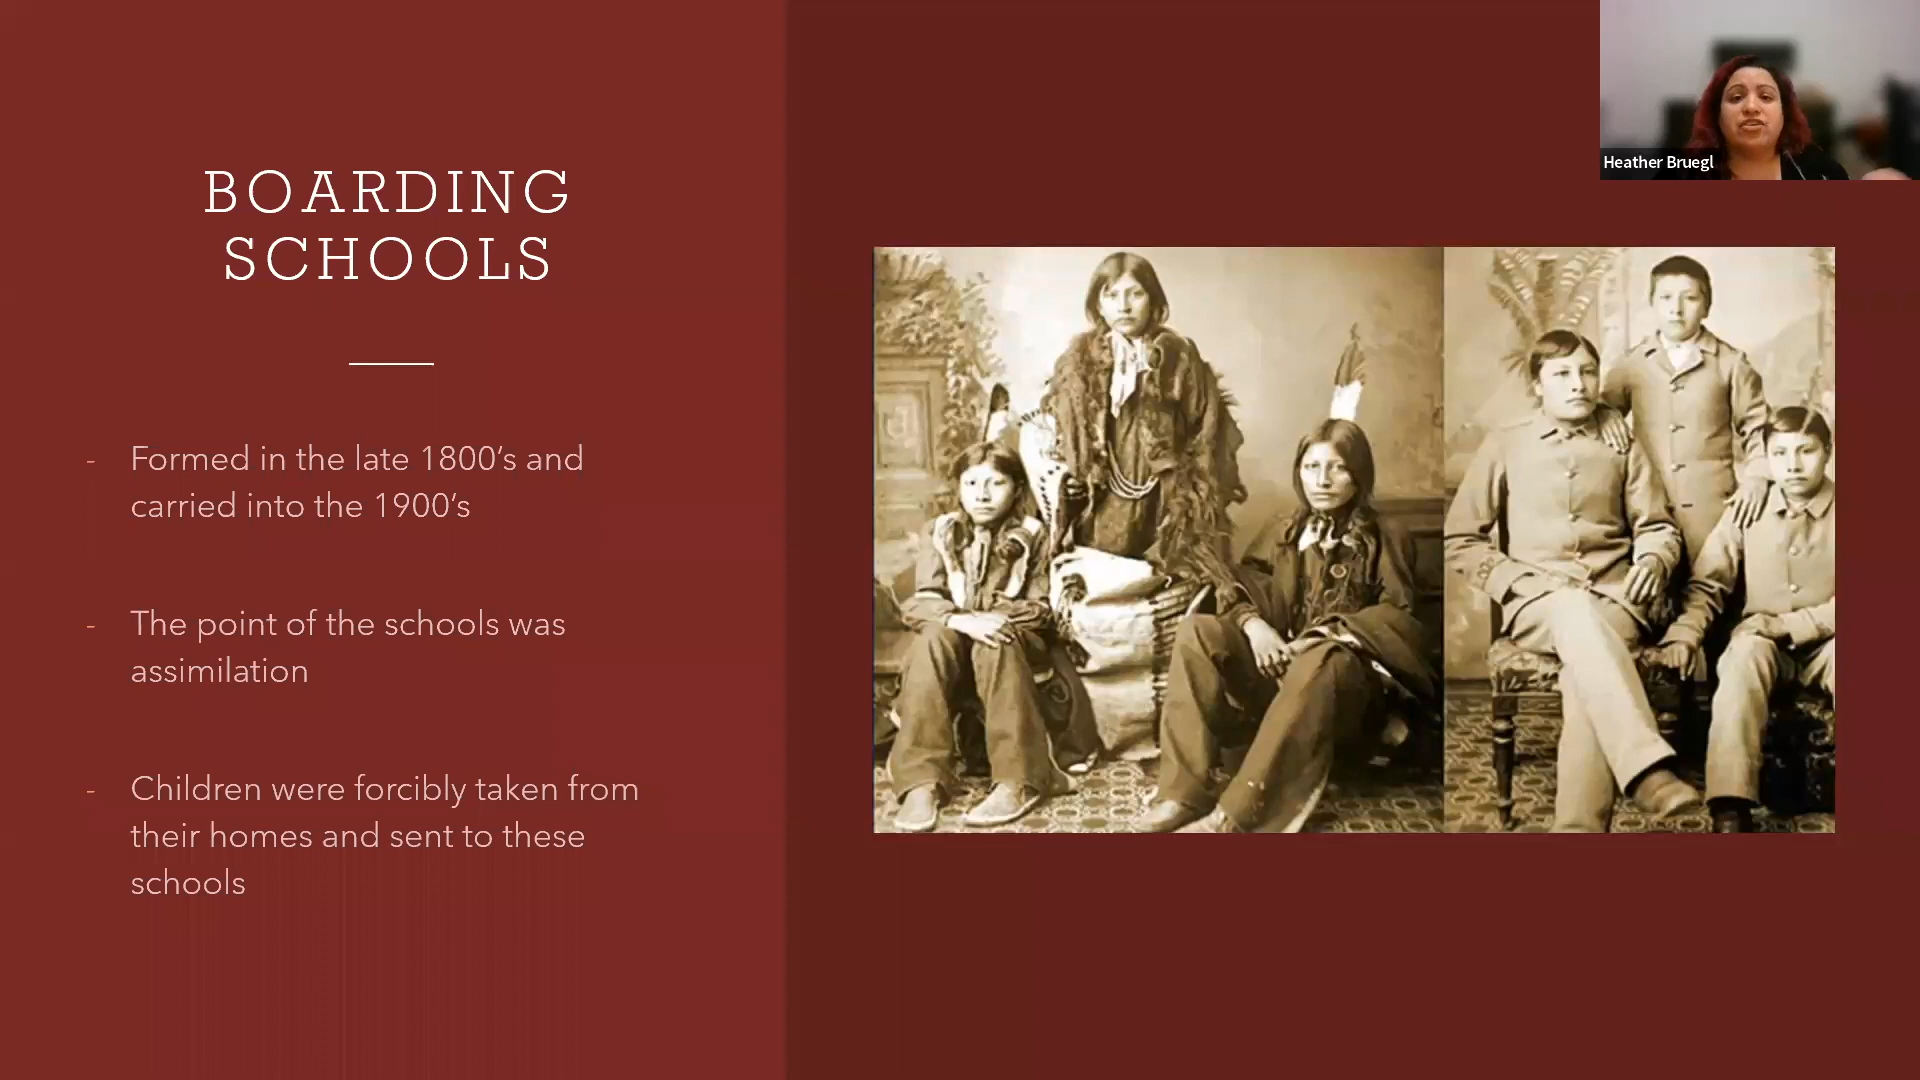 BOARDING
SCHOOLS
- Formed in the late 1800's and
carried into the 1900's
- The point of the schools was
assimilation
- Children were forcibly taken from
their homes and sent to these
schools
Heather Bruegl